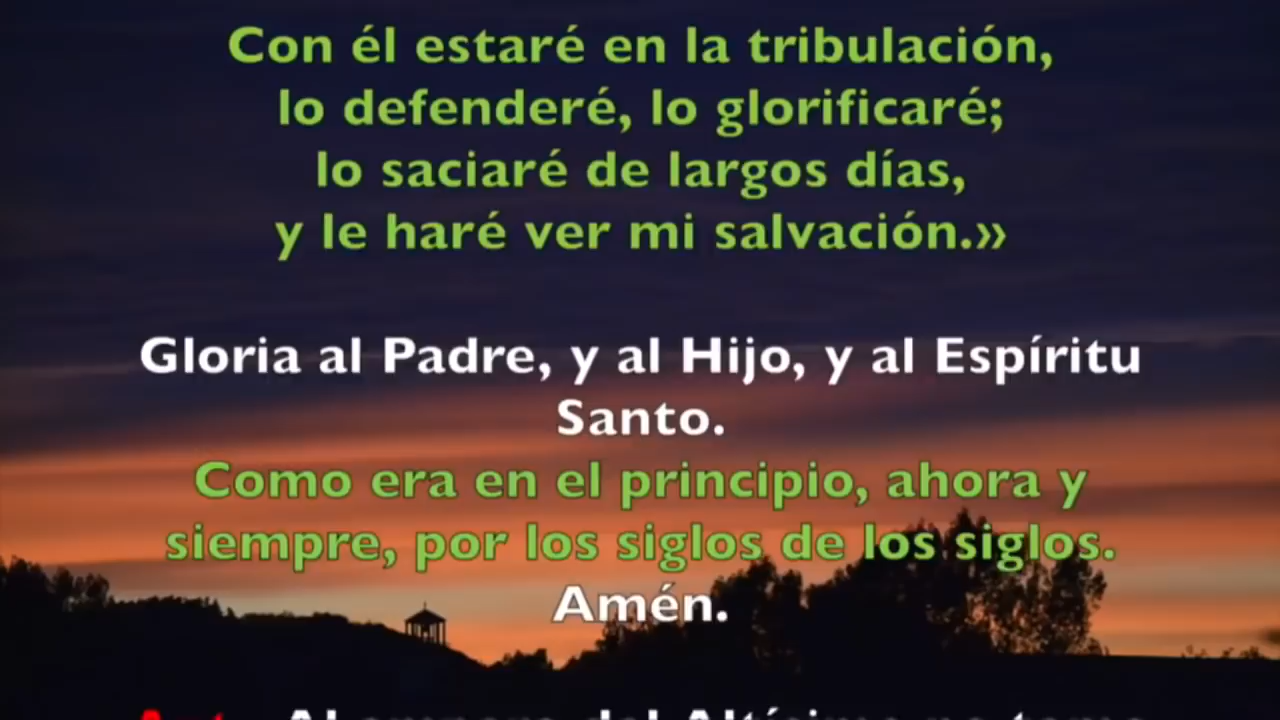 Con él estaré en la tribulación,
lo defenderé, lo glorificaré;
lo saciaré de largos días,
y le haré ver mi salvación.»
Gloria al Padre, y al Hijo, y al Espíritu
Santo.
Como era en el principio, ahora y
siempre, por los siglos de los siglos.
Amén.